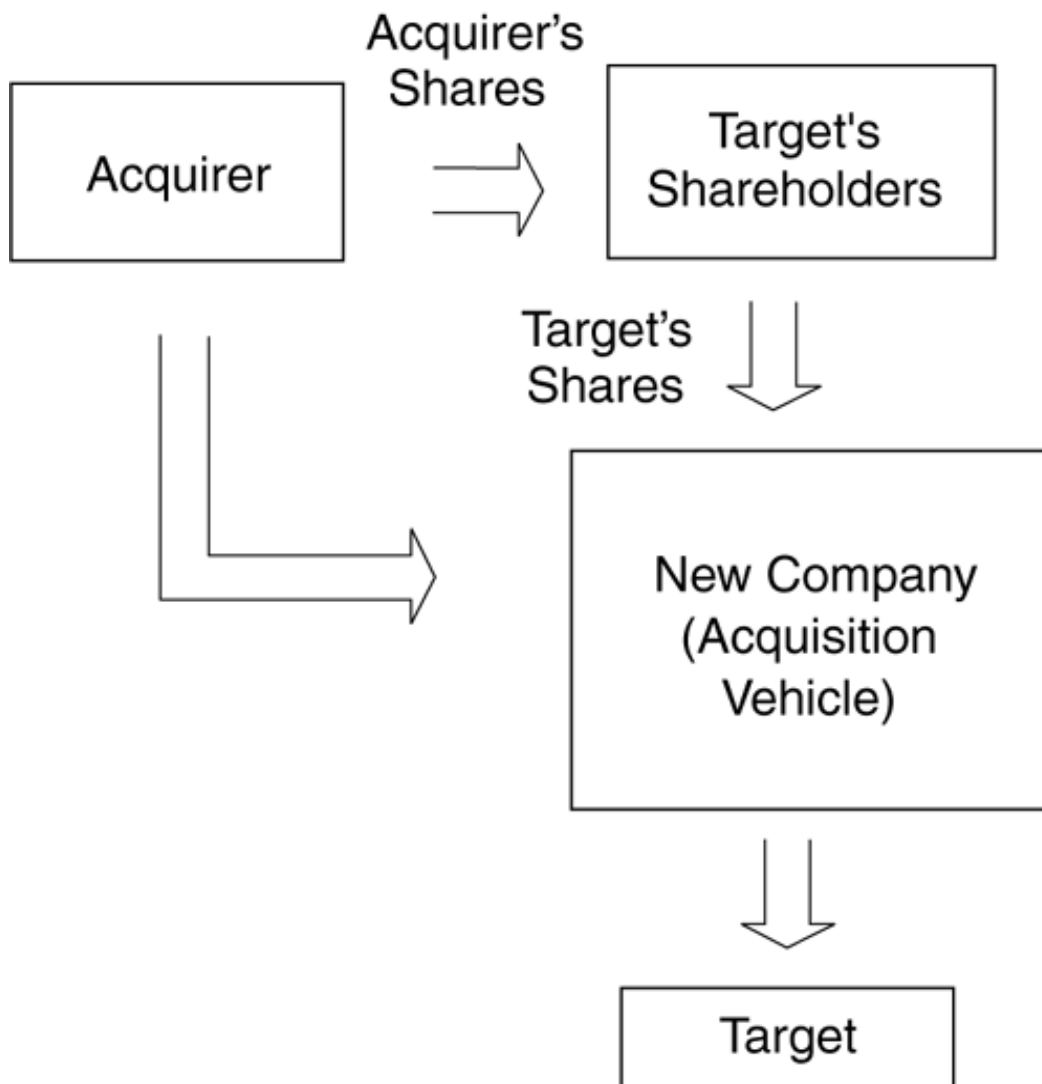 Acquirer’s
Shares
Acquirer
Target's
Shareholders
Target’s
Shares
New Company
(Acquisition
Vehicle)
Target